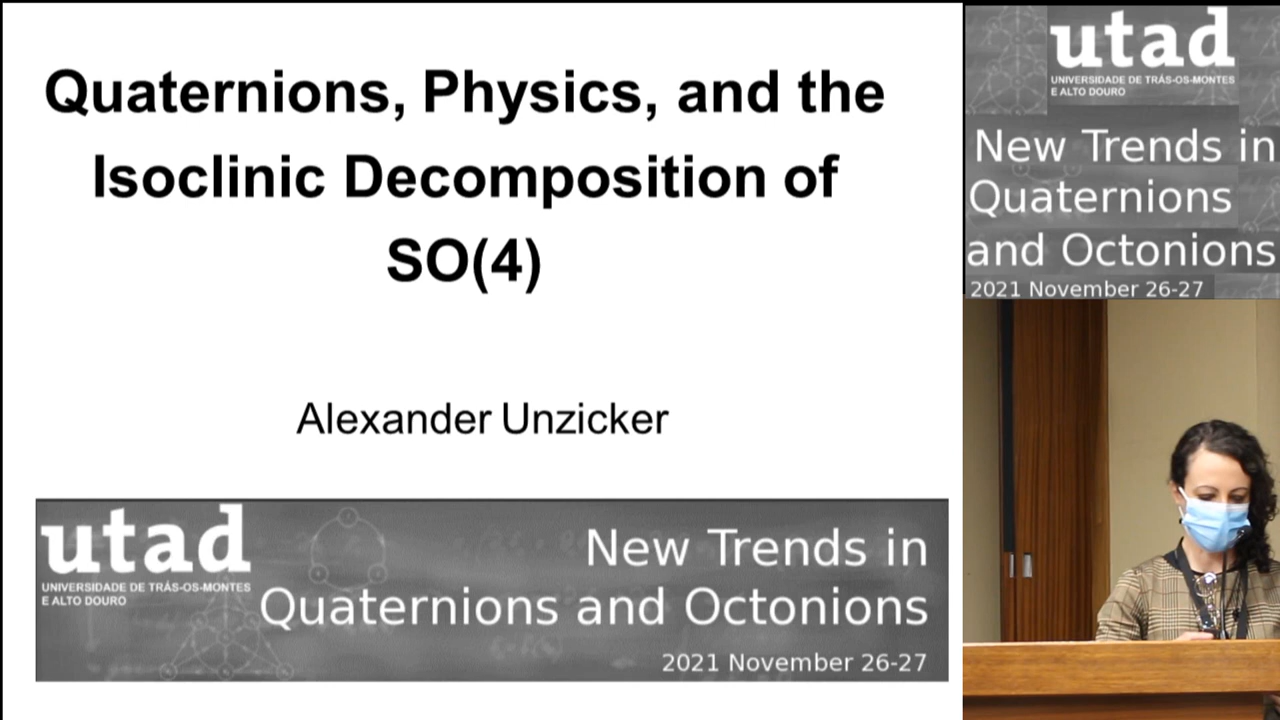 Quaternions, Physics, and the
Isoclinic Decomposition of
SO(4)
Alexander Unzicker
utad
UNIVERSIDADE DE TRÁS-OS-MONTES
E ALTO DOURO
New Trends in
Quaternions and Octonions
2021 November 26-27
utad
UNIVERSIDADE DE TRÁS-OS-MONTES
E ALTO DOURO
New Trends in
Quaternions
and Octonions
2021 November 26-27